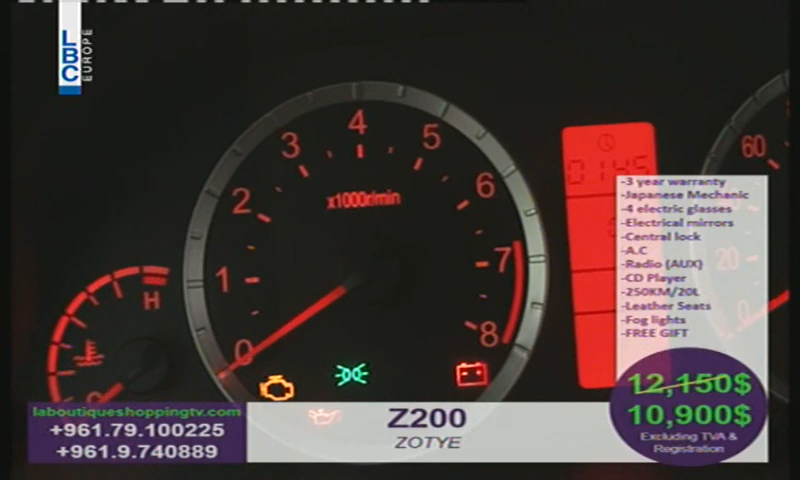 LBC
EUROPE
4
3
5
2
6
x1000r/min
1
7
0
8
H
0145
60
20
0
-3 year warranty
-Japanese Mechanic
-4 electric glasses
-Electrical mirrors
-Central lock
-A.C
-Radio (AUX)
-CD Player
-250KM/20L
-Leather Seats
-Fog lights
-FREE GIFT
12,150$
10,900$
Excluding TVA &
Registration
laboutiqueshoppingtv.com
+961.79.100225
+961.9.740889
Z200
ZOTYE